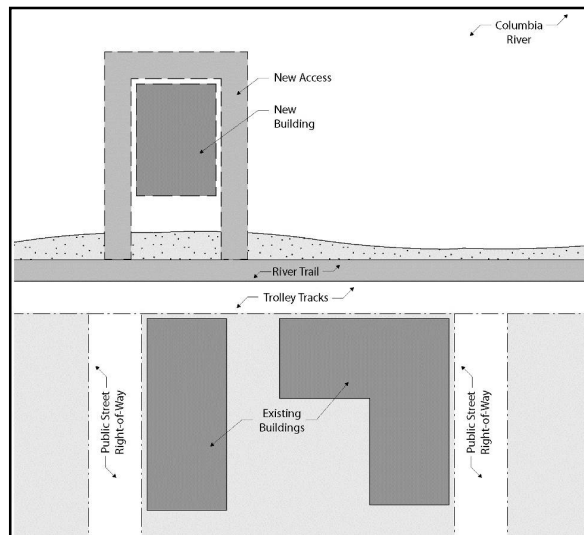 Columbia
River
New Access
New
Building
River Trail
Trolley Tracks
Public Street
Right-of-Way
Existing
Buildings
Public Street
Right-of-Way